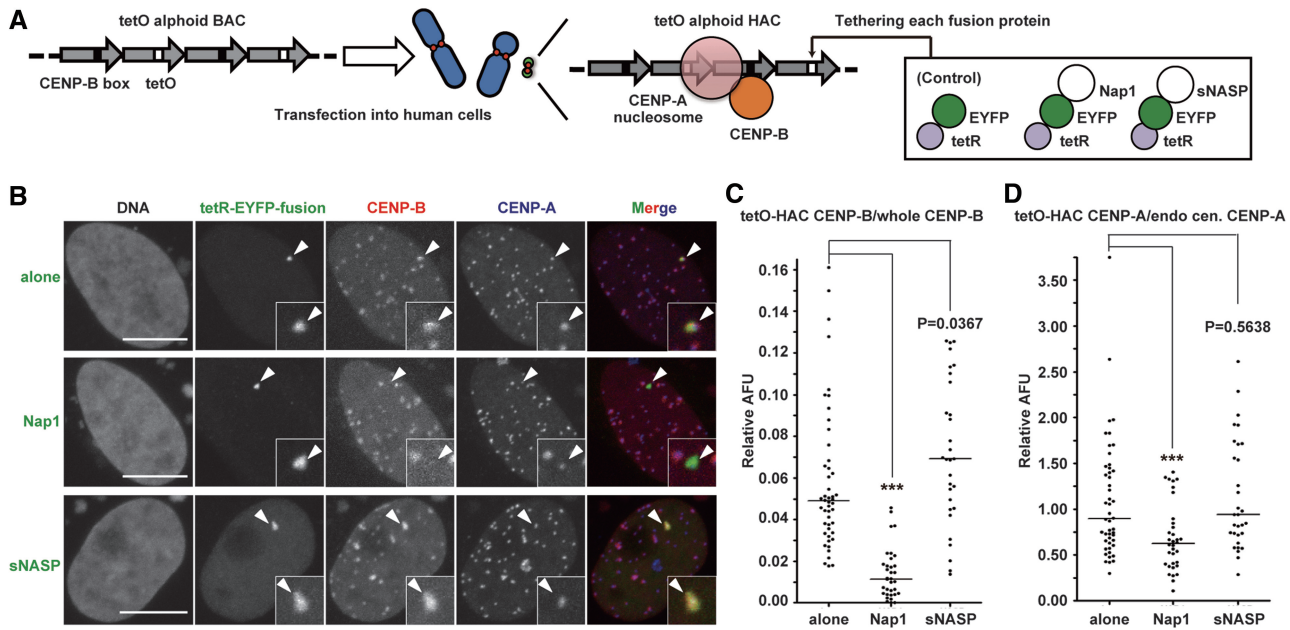 A
tetO alphoid BAC
CENP-B box
tetO
Transfection into human cells
tetO alphoid HAC
CENP-A
nucleosome
CENP-B
Tethering each fusion protein
(Control)
EYFP
tetR
Nap1
EYFP
tetR
sNASP
EYFP
tetR
B
DNA
tetR-EYFP-fusion
CENP-B
CENP-A
Merge
alone
Nap1
sNASP
C
tetO-HAC CENP-B/whole CENP-B
Relative AFU
0.16
0.14
0.12
0.10
0.08
0.06
0.04
0.02
0.00
***
P=0.0367
alone
Nap1
sNASP
D
tetO-HAC CENP-A/endo cen. CENP-A
Relative AFU
3.50
3.00
2.50
2.00
1.50
1.00
0.50
0.00
***
P=0.5638
alone
Nap1
sNASP